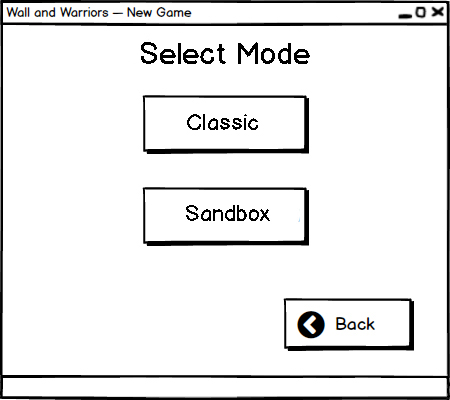 Wall and Warriors — New Game
Select Mode
Classic
Sandbox
Back